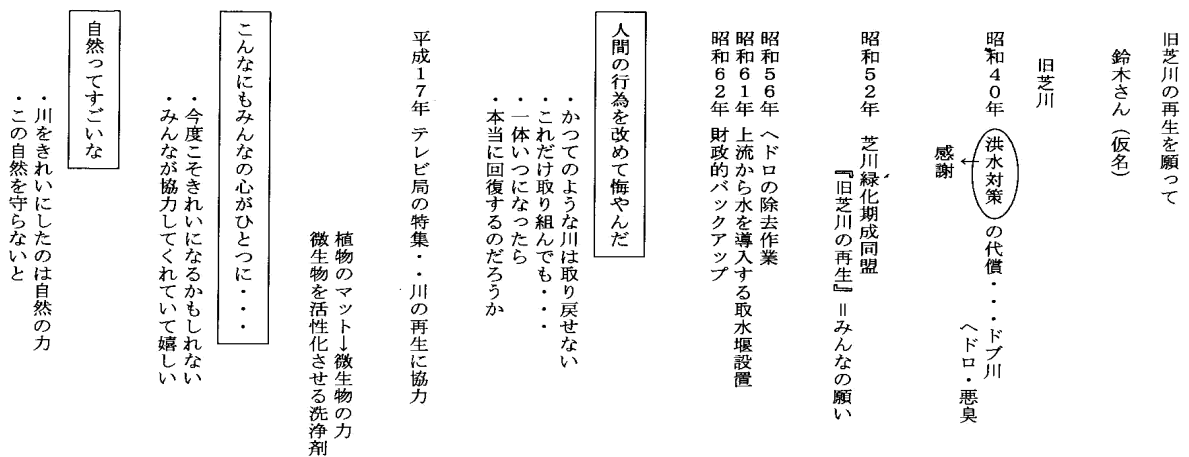 旧芝川の再生を願って
鈴木さん（仮名）
旧芝川
昭和40年 洪水対策 の代償・・・ドブ川
ヘドロ・悪臭
←感謝
昭和52年 芝川緑化期成同盟
『旧芝川の再生』＝みんなの願い
昭和56年 ヘドロの除去作業
昭和61年 上流から水を導入する取水堰設置
昭和62年 財政的バックアップ
人間の行為を改めて悔やんだ
・かつてのような川は取り戻せない
・これだけ取り組んでも・・・
・一体いつになったら
・本当に回復するのだろうか
平成17年 テレビ局の特集・・川の再生に協力
植物のマット→微生物の力
微生物を活性化させる洗浄剤
こんなにもみんなの心がひとつに・・・
・今度こそきれいになるかもしれない
・みんなが協力してくれていて嬉しい
自然ってすごいな
・川をきれいにしたのは自然の力
・この自然を守らないと